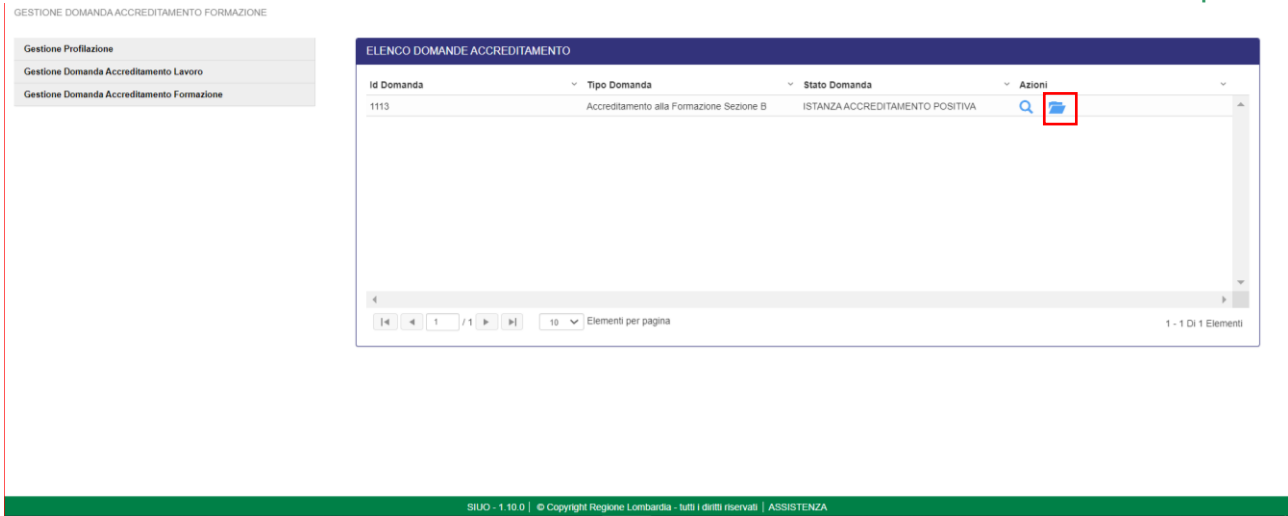 GESTIONE DOMANDA ACCREDITAMENTO FORMAZIONE
Gestione Profilazione
Gestione Domanda Accreditamento Lavoro
Gestione Domanda Accreditamento Formazione
ELENCO DOMANDE ACCREDITAMENTO
Id Domanda Tipo Domanda Stato Domanda Azioni
1113 Accreditamento alla Formazione Sezione B ISTANZA ACCREDITAMENTO POSITIVA
1 / 1 10 Elementi per pagina 1 - 1 Di 1 Elementi
SIUO - 1.10.0 | © Copyright Regione Lombardia - tutti i diritti riservati | ASSISTENZA